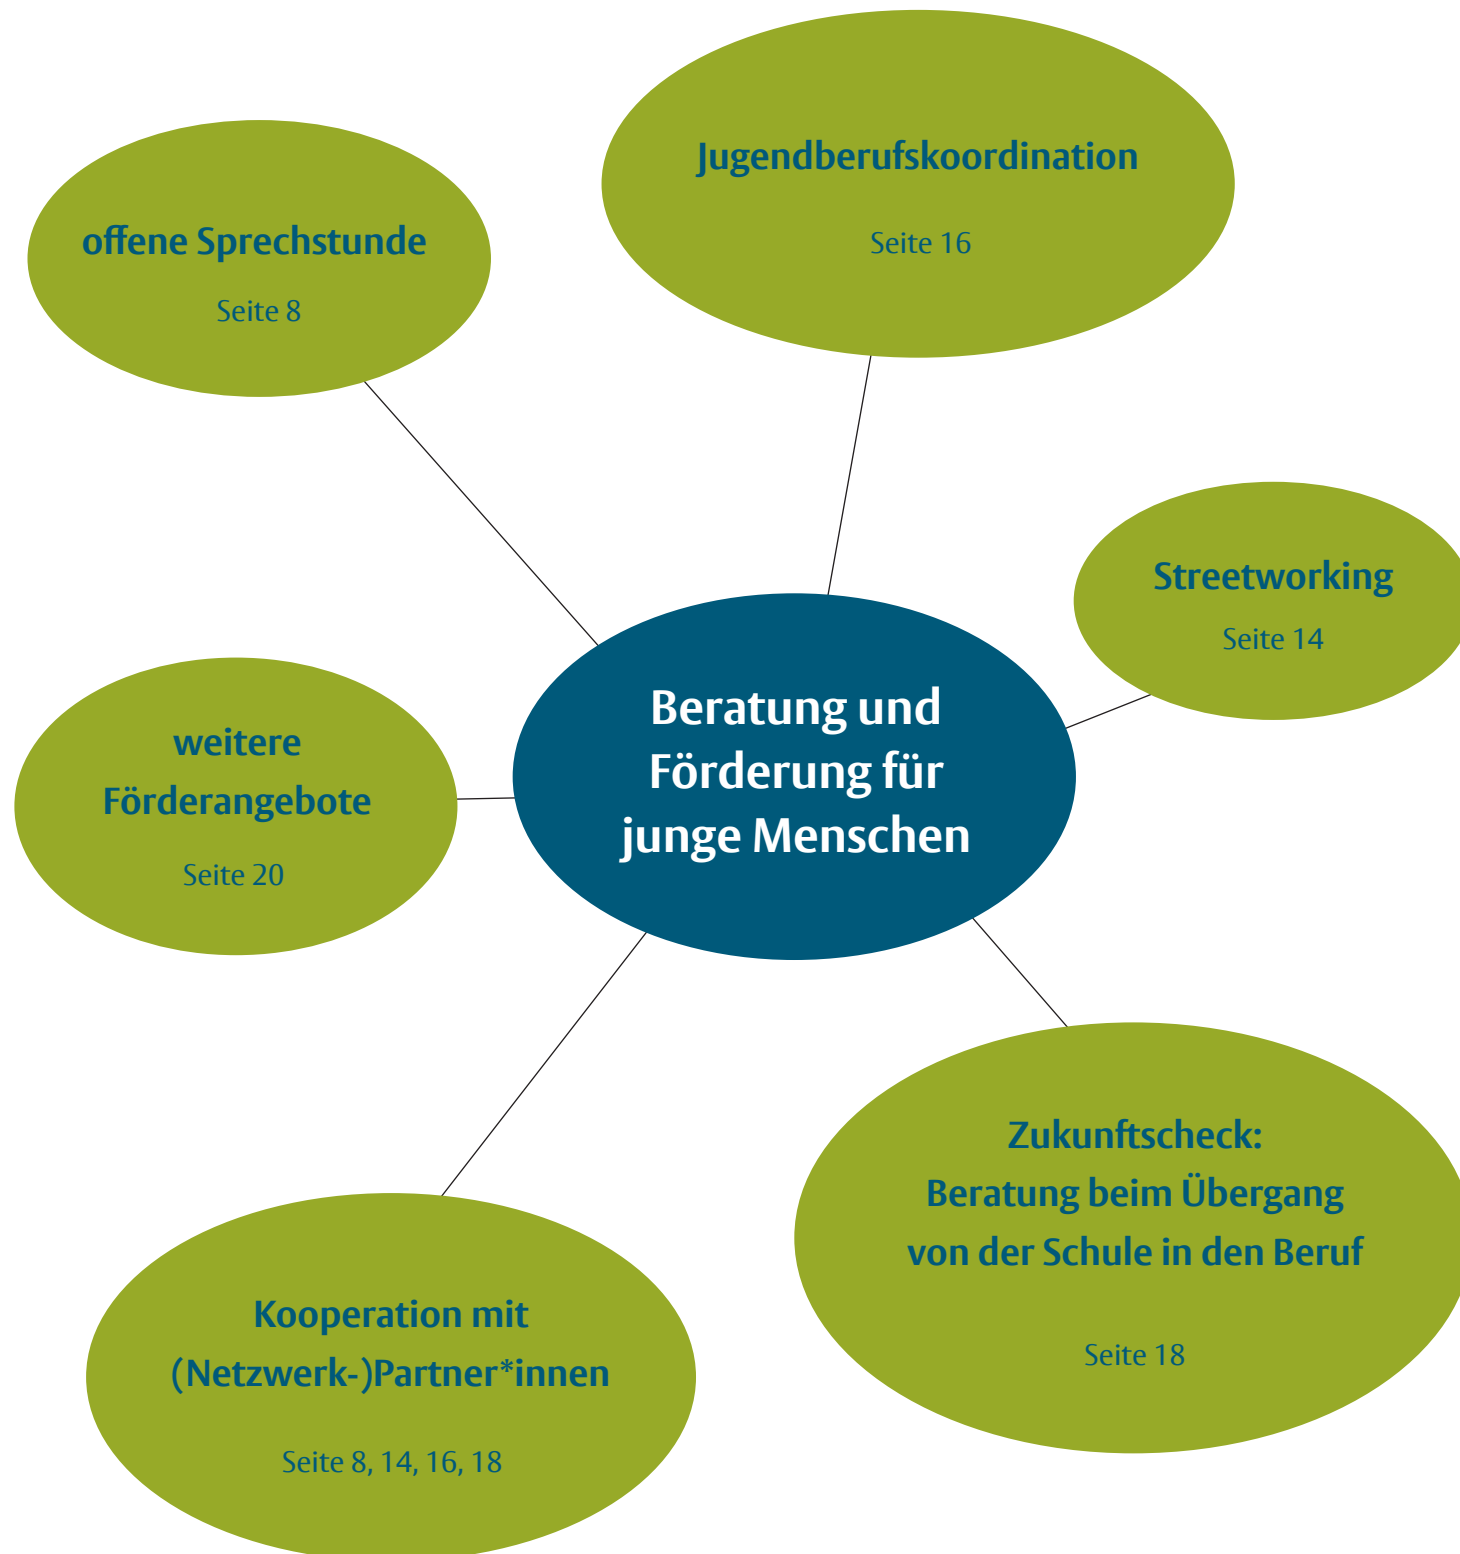 Jugendberufskoordination
Seite 16
offene Sprechstunde
Seite 8
Streetworking
Seite 14
Beratung und
Förderung für
junge Menschen
weitere
Förderangebote
Seite 20
Zukunftscheck:
Beratung beim Übergang
von der Schule in den Beruf
Seite 18
Kooperation mit
(Netzwerk-)Partner*innen
Seite 8, 14, 16, 18